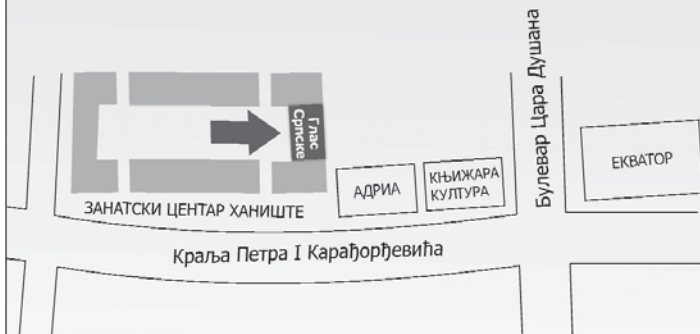 Булевар Цара Душана
Глас
Српске
ЕКВАТОР
КЊИЖАРА
КУЛТУРА
АДРИА
ЗАНАТСКИ ЦЕНТАР ХАНИШТЕ
Краља Петра I Карађорђевића